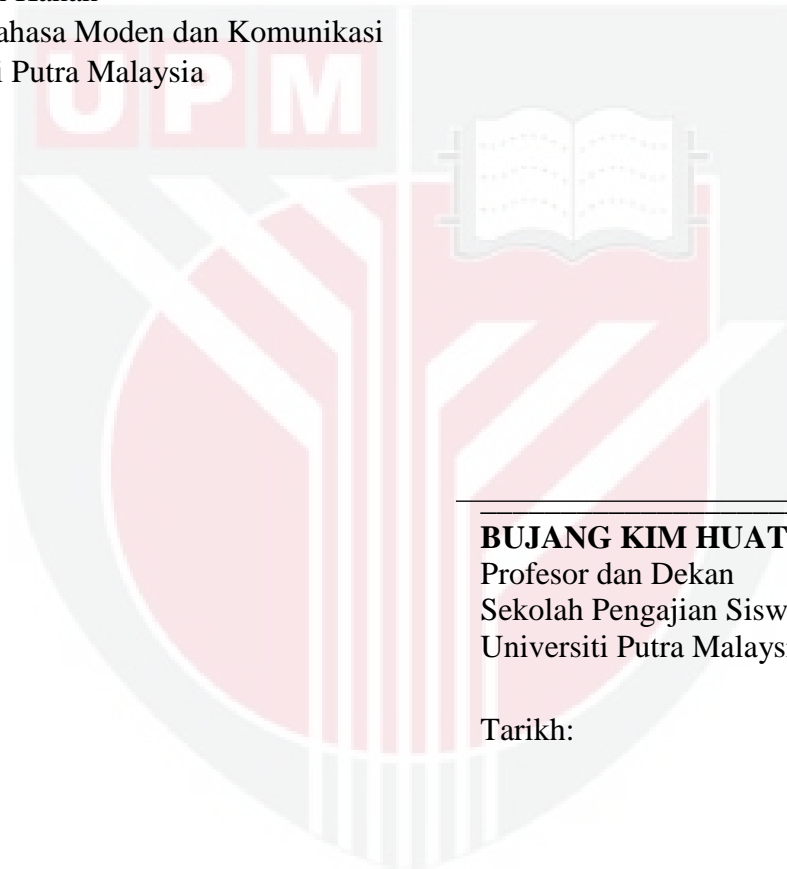 ahasa Moden dan Komunikasi
i Putra Malaysia
UPM
BUJANG KIM HUAT
Profesor dan Dekan
Sekolah Pengajian Sisw
Universiti Putra Malaysi
Tarikh: